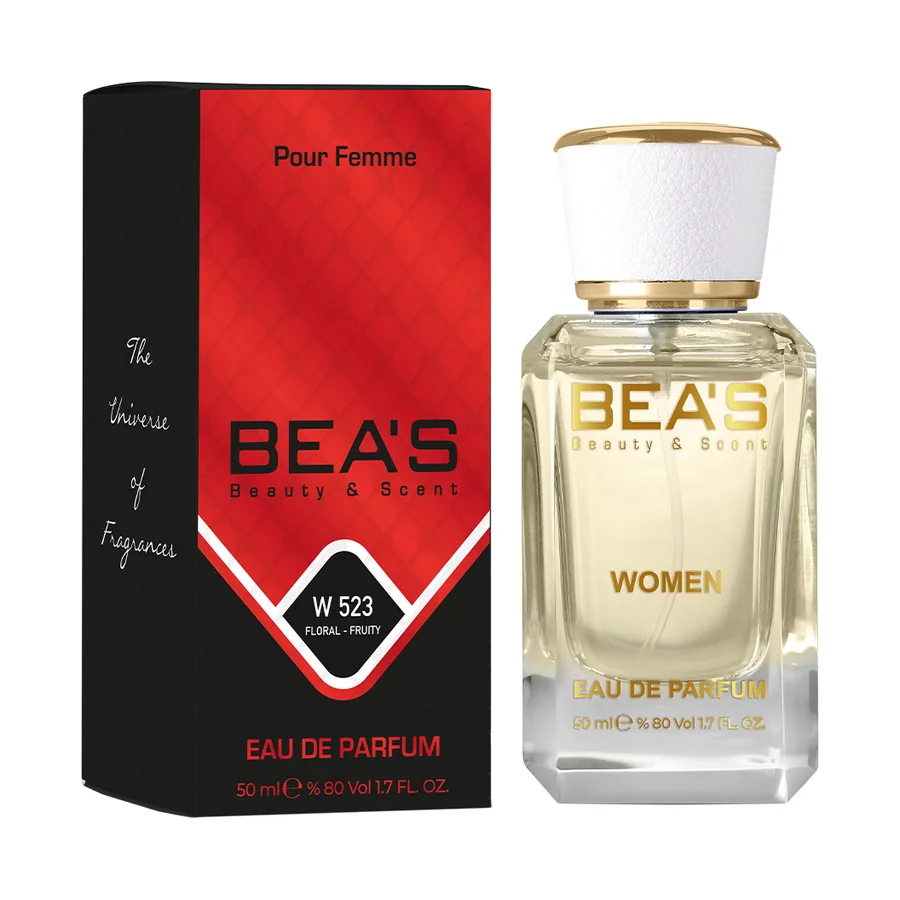 Pour Femme
BEA'S
Beauty & Scent
W 523
FLORAL - FRUITY
EAU DE PARFUM
50 ml ℮ % 80 Vol 1.7 FL. OZ.
The
Universe
of
Fragrances
BEA'S
Beauty & Scent
WOMEN
EAU DE PARFUM
50 ml ℮ % 80 Vol 1.7 FL. OZ.